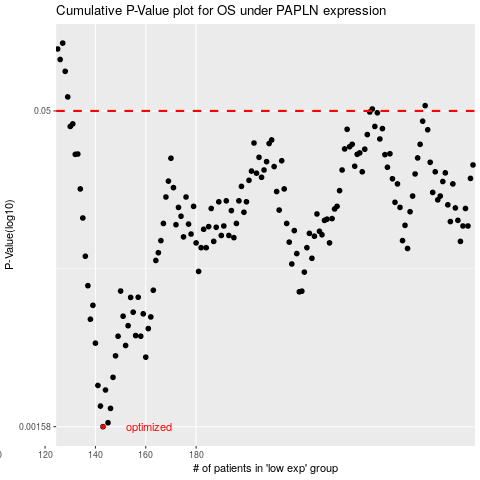 Cumulative P-Value plot for OS under PAPLN expression
P-Value(log10)
0.05
0.00158
optimized
0 120 140 160 180
# of patients in 'low exp' group